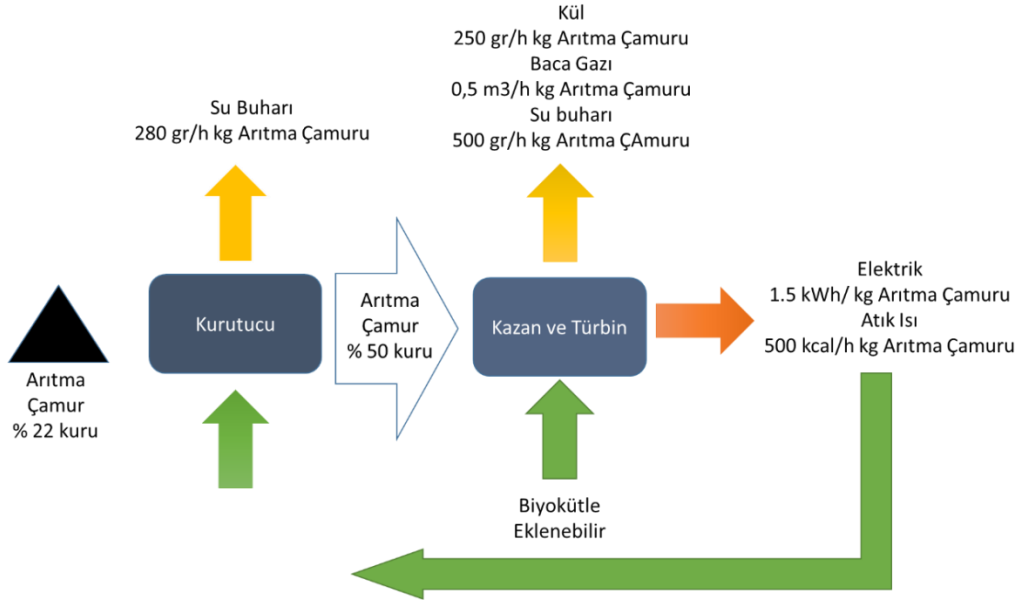 Kül
250 gr/h kg Arıtma Çamuru
Baca Gazı
0,5 m3/h kg Arıtma Çamuru
Su buharı
500 gr/h kg Arıtma ÇAmuru
Su Buharı
280 gr/h kg Arıtma Çamuru
Arıtma
Çamur
% 22 kuru
Kurutucu
Arıtma
Çamur
% 50 kuru
Kazan ve Türbin
Elektrik
1.5 kWh/ kg Arıtma Çamuru
Atık Isı
500 kcal/h kg Arıtma Çamuru
Biyokütle
Eklenebilir